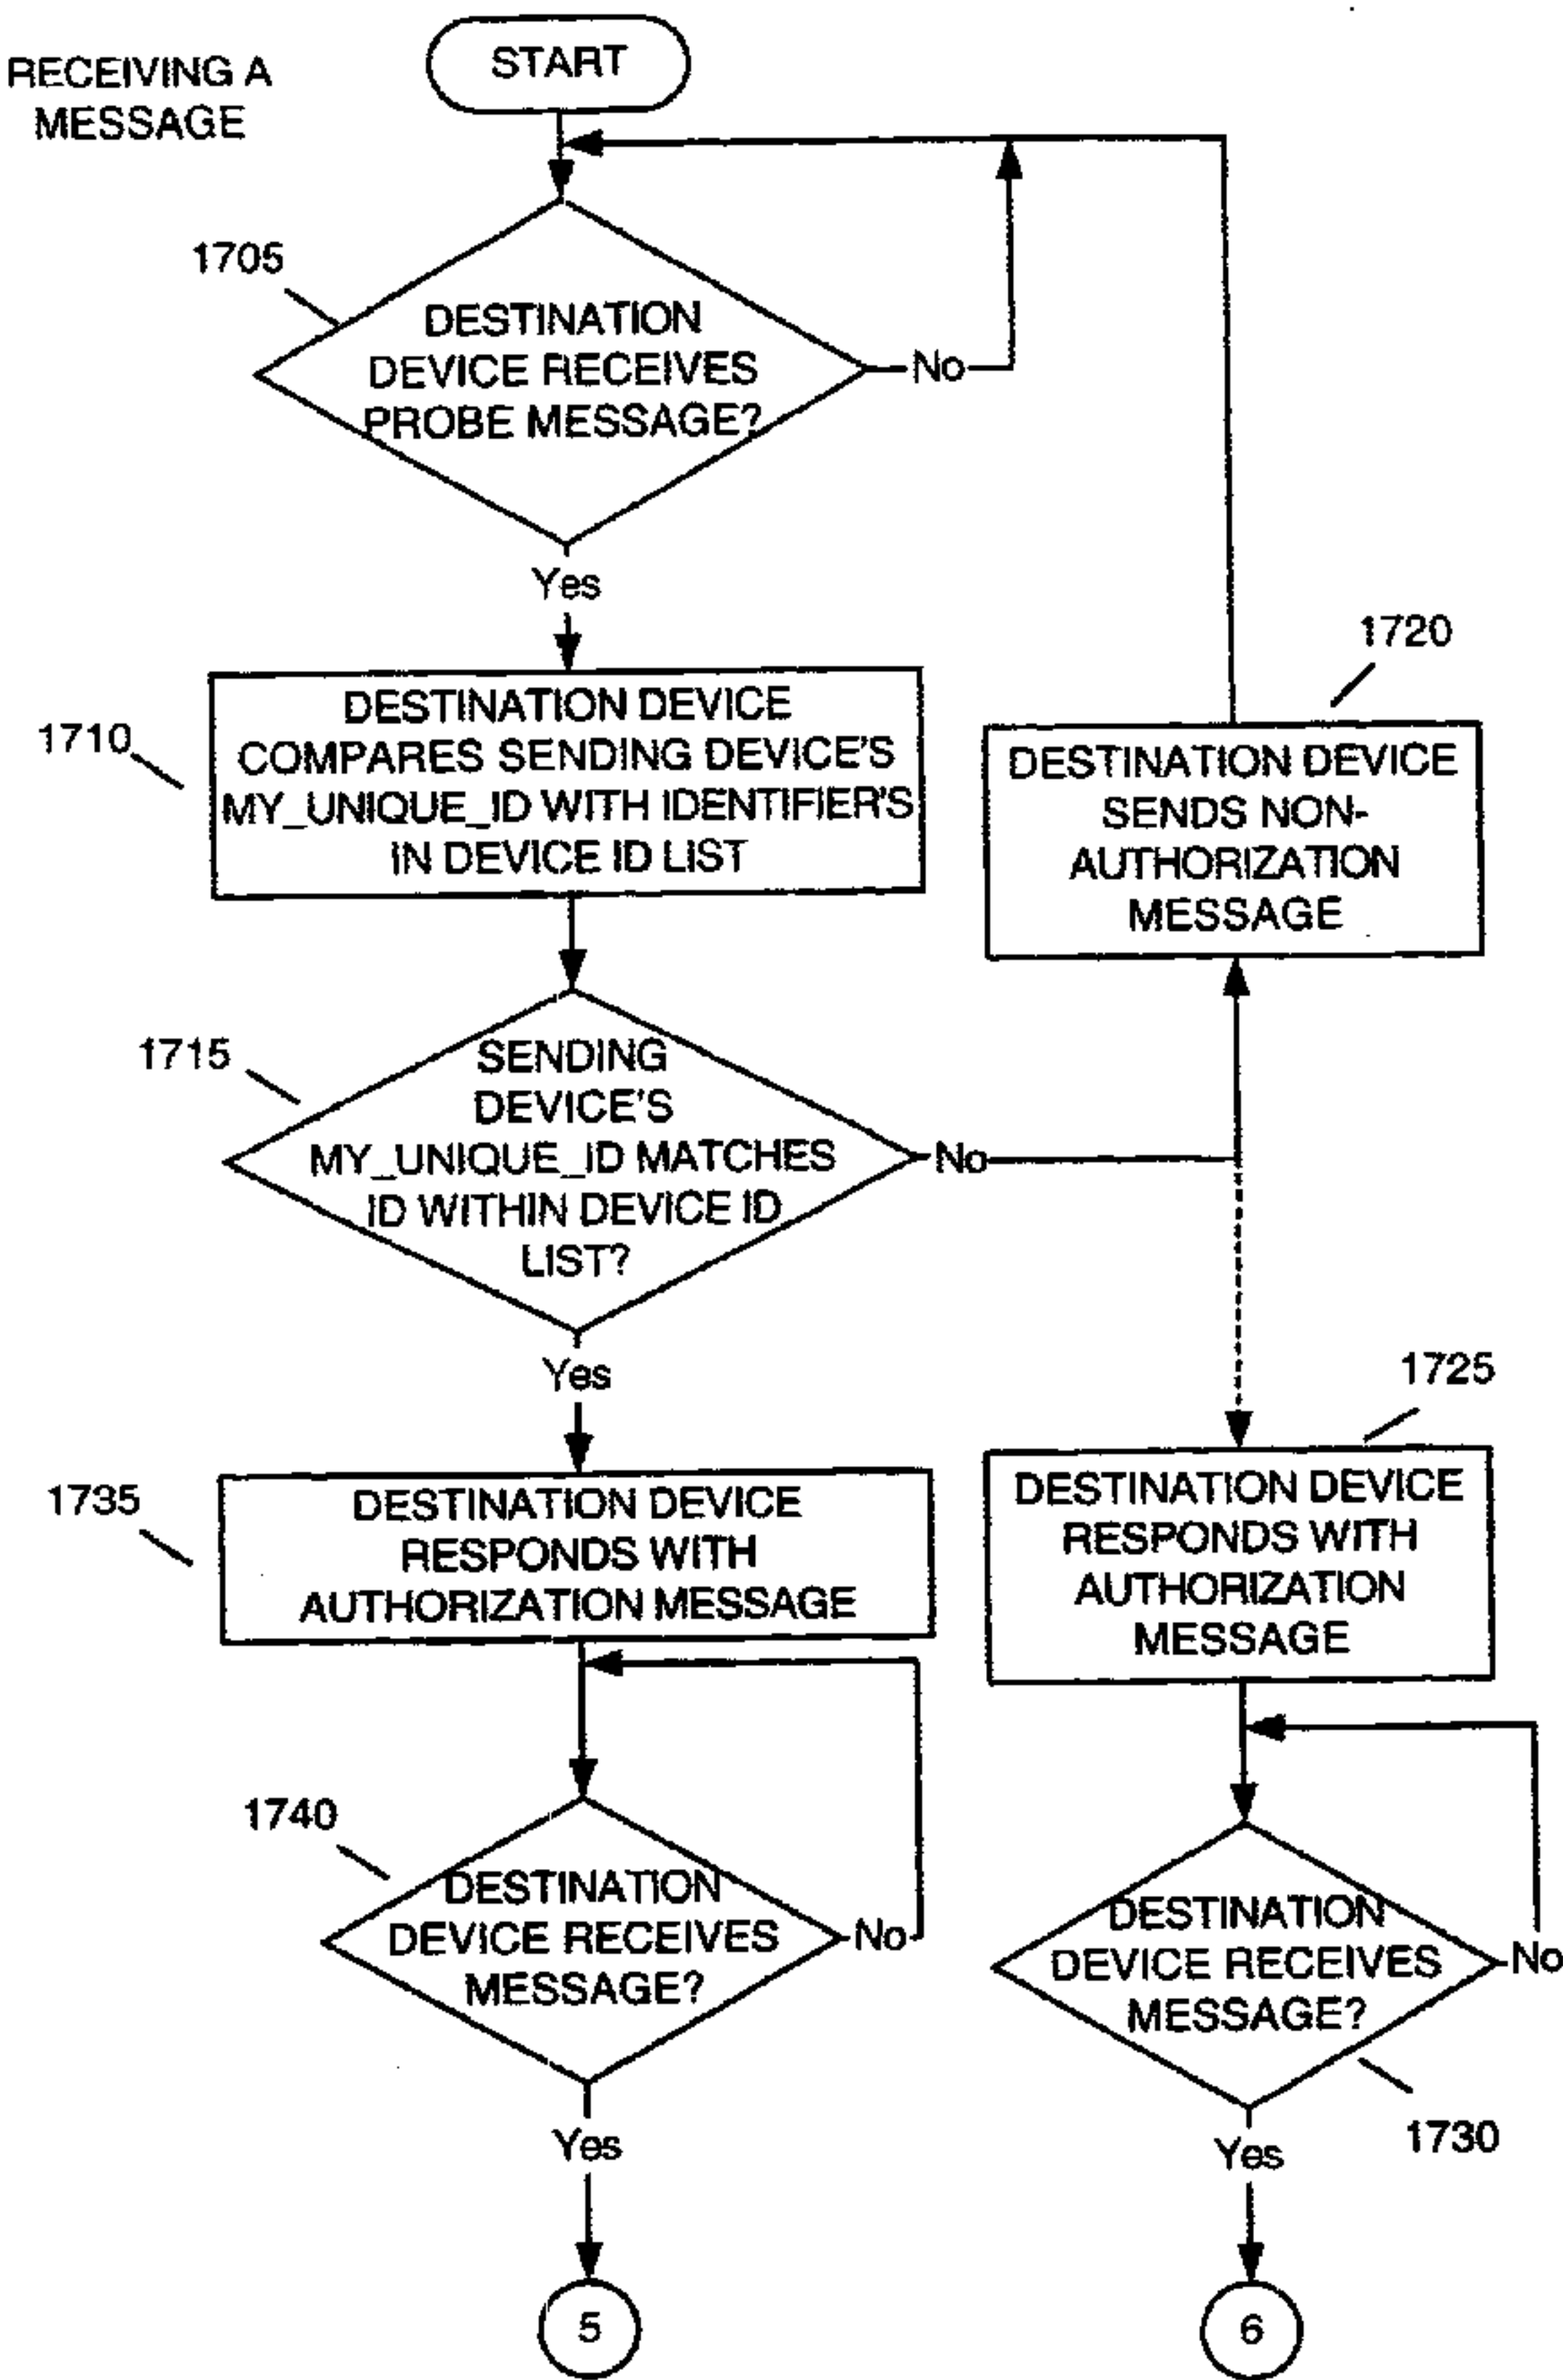 RECEIVING A
MESSAGE
START
1705
DESTINATION
DEVICE RECEIVES
PROBE MESSAGE?
No
Yes
1710
DESTINATION DEVICE
COMPARES SENDING DEVICE'S
MY_UNIQUE_ID WITH IDENTIFIER'S
IN DEVICE ID LIST
1720
DESTINATION DEVICE
SENDS NON-
AUTHORIZATION
MESSAGE
1715
SENDING
DEVICE'S
MY_UNIQUE_ID MATCHES
ID WITHIN DEVICE ID
LIST?
No
Yes
1725
DESTINATION DEVICE
RESPONDS WITH
AUTHORIZATION
MESSAGE
1735
DESTINATION DEVICE
RESPONDS WITH
AUTHORIZATION MESSAGE
1740
DESTINATION
DEVICE RECEIVES
MESSAGE?
No
Yes
DESTINATION
DEVICE RECEIVES
MESSAGE?
No
1730
Yes
5
6